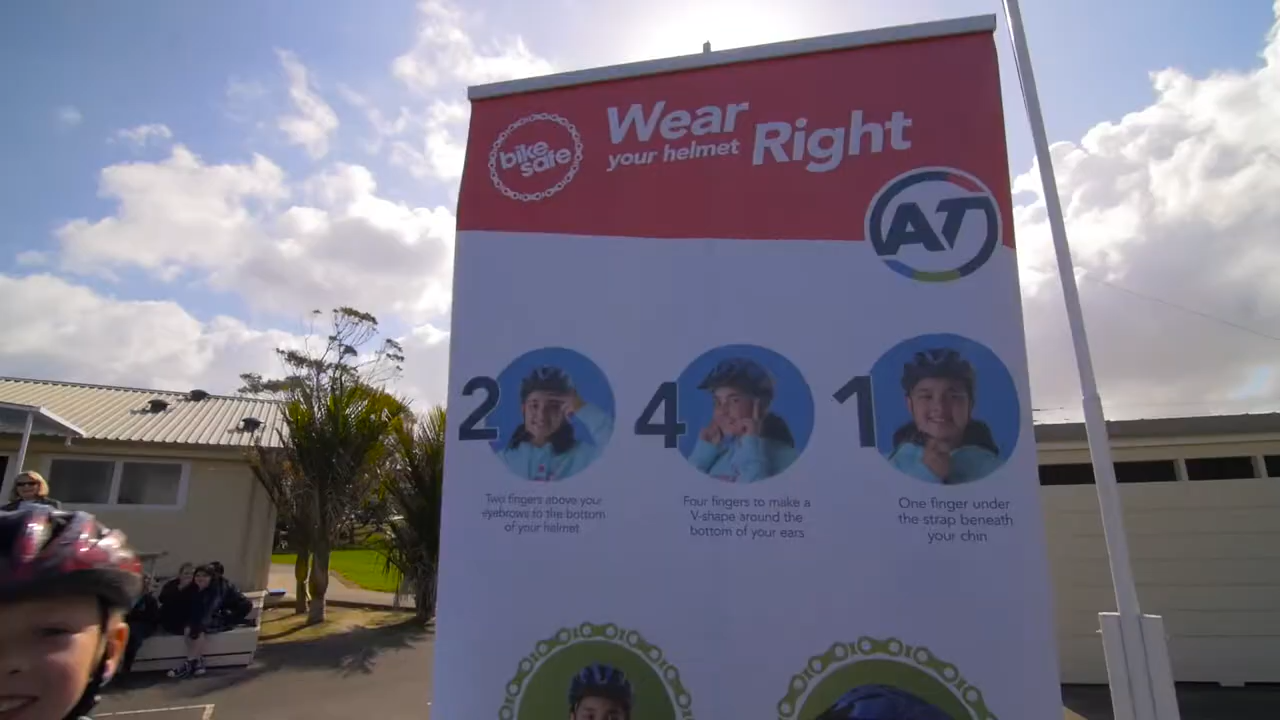 bike
safe
Wear
your helmet
Right
AT
2
Two fingers above your
eyebrows to the bottom
of your helmet
4
Four fingers to make a
V-shape around the
bottom of your ears
1
One finger under
the strap beneath
your chin